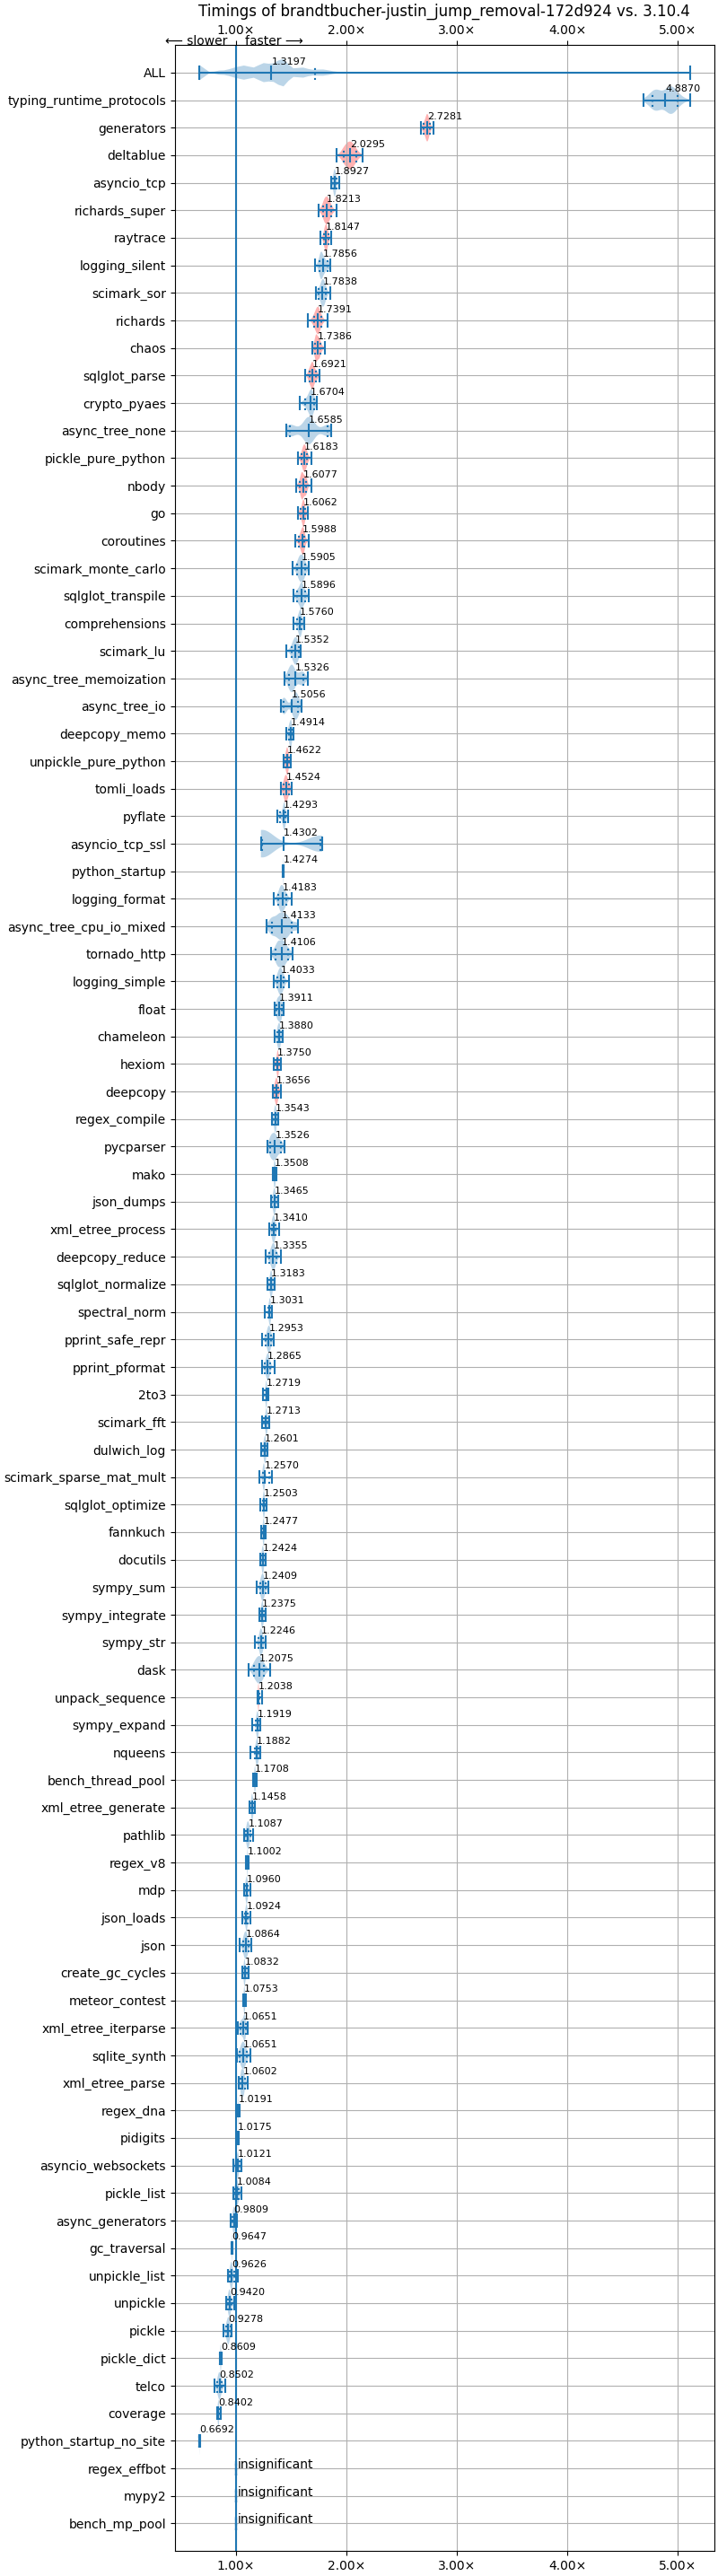 Timings of brandtbucher-justin_jump_removal-172d924 vs. 3.10.4
1.00× 2.00× 3.00× 4.00× 5.00×
⟵ slower faster ⟶
ALL 1.3197
typing_runtime_protocols 4.8870
generators 2.7281
deltablue 2.0295
asyncio_tcp 1.8927
richards_super 1.8213
raytrace 1.8147
logging_silent 1.7856
scimark_sor 1.7838
richards 1.7391
chaos 1.7386
sqlglot_parse 1.6921
crypto_pyaes 1.6704
async_tree_none 1.6585
pickle_pure_python 1.6183
nbody 1.6077
go 1.6062
coroutines 1.5988
scimark_monte_carlo 1.5905
sqlglot_transpile 1.5896
comprehensions 1.5760
scimark_lu 1.5352
async_tree_memoization 1.5326
async_tree_io 1.5056
deepcopy_memo 1.4914
unpickle_pure_python 1.4622
tomli_loads 1.4524
pyflate 1.4293
asyncio_tcp_ssl 1.4302
python_startup 1.4274
logging_format 1.4183
async_tree_cpu_io_mixed 1.4133
tornado_http 1.4106
logging_simple 1.4033
float 1.3911
chameleon 1.3880
hexiom 1.3750
deepcopy 1.3656
regex_compile 1.3543
pycparser 1.3526
mako 1.3508
json_dumps 1.3465
xml_etree_process 1.3410
deepcopy_reduce 1.3355
sqlglot_normalize 1.3183
spectral_norm 1.3031
pprint_safe_repr 1.2953
pprint_pformat 1.2865
2to3 1.2719
scimark_fft 1.2713
dulwich_log 1.2601
scimark_sparse_mat_mult 1.2570
sqlglot_optimize 1.2503
fannkuch 1.2477
docutils 1.2424
sympy_sum 1.2409
sympy_integrate 1.2375
sympy_str 1.2246
dask 1.2075
unpack_sequence 1.2038
sympy_expand 1.1919
nqueens 1.1882
bench_thread_pool 1.1708
xml_etree_generate 1.1458
pathlib 1.1087
regex_v8 1.1002
mdp 1.0960
json_loads 1.0924
json 1.0864
create_gc_cycles 1.0832
meteor_contest 1.0753
xml_etree_iterparse 1.0651
sqlite_synth 1.0651
xml_etree_parse 1.0602
regex_dna 1.0191
pidigits 1.0175
asyncio_websockets 1.0121
pickle_list 1.0084
async_generators 0.9809
gc_traversal 0.9647
unpickle_list 0.9626
unpickle 0.9420
pickle 0.9278
pickle_dict 0.8609
telco 0.8502
coverage 0.8402
python_startup_no_site 0.6692
regex_effbot insignificant
mypy2 insignificant
bench_mp_pool insignificant
1.00× 2.00× 3.00× 4.00× 5.00×